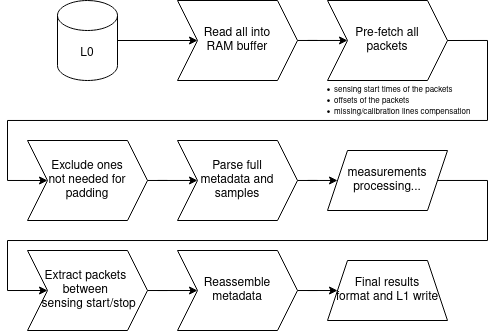 L0
Read all into
RAM buffer
Pre-fetch all
packets
• sensing start times of the packets
• offsets of the packets
• missing/calibration lines compensation
Exclude ones
not needed for
padding
Parse full
metadata and
samples
measurements
processing...
Extract packets
between
sensing start/stop
Reassemble
metadata
Final results
format and L1 write